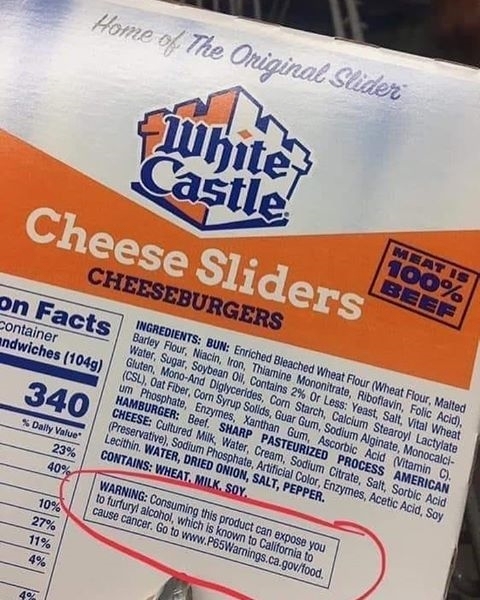 Home of The Original Slider
White
Castle
Cheese Sliders
CHEESEBURGERS
MEAT IS
100%
BEEF
on Facts
container
ndwiches (104g)
340
% Daily Value*
23%
40%
10%
27%
11%
4%
4%
INGREDIENTS: BUN: Enriched Bleached Wheat Flour (Wheat Flour, Malted
Barley Flour, Niacin, Iron, Thiamine Mononitrate, Riboflavin, Folic Acid),
Water, Sugar, Soybean Oil, Contains 2% Or Less: Yeast, Salt, Vital Wheat
Gluten, Mono-And Diglycerides, Corn Starch, Calcium Stearoyl Lactylate
(CSL), Oat Fiber, Corn Syrup Solids, Guar Gum, Sodium Alginate, Monocalci-
um Phosphate, Enzymes, Xanthan Gum, Ascorbic Acid (Vitamin C)
HAMBURGER: Beef. SHARP PASTEURIZED PROCESS AMERICAN
CHEESE: Cultured Milk, Water, Cream, Sodium Citrate, Salt, Sorbic Acid
(Preservative), Sodium Phosphate, Artificial Color, Enzymes, Acetic Acid, Soy
Lecithin. WATER, DRIED ONION, SALT, PEPPER.
CONTAINS: WHEAT, MILK, SOY.
WARNING: Consuming this product can expose you
to furfuryl alcohol, which is known to California to
cause cancer. Go to www.P65Warnings.ca.gov/food.